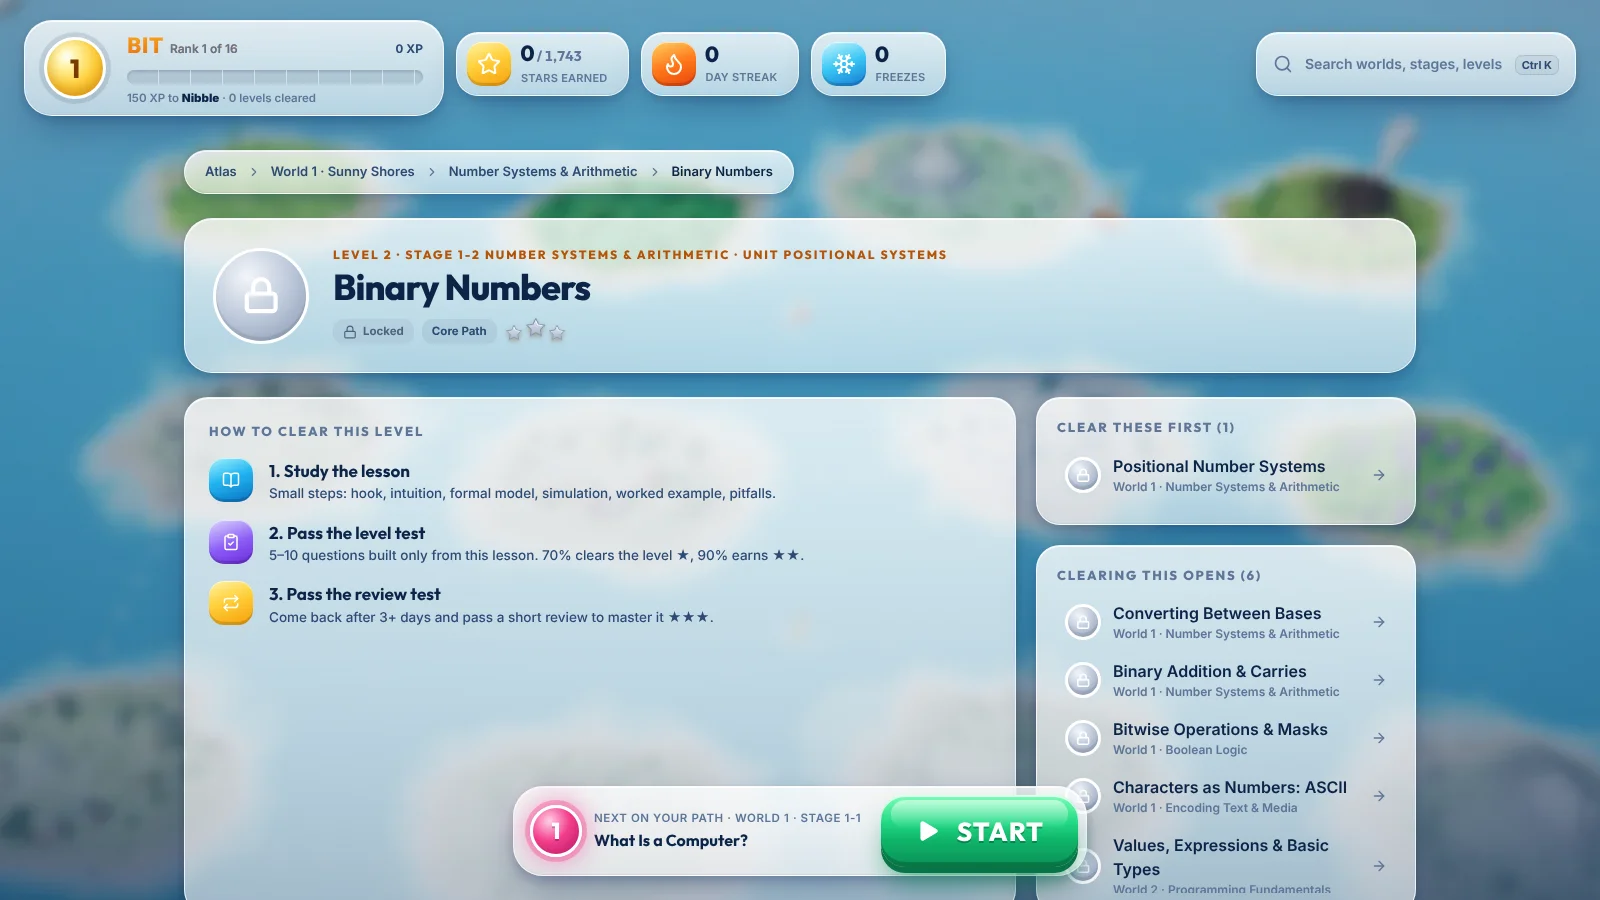 1
BIT Rank 1 of 16 0 XP
150 XP to Nibble · 0 levels cleared
0 / 1,743
STARS EARNED
0
DAY STREAK
0
FREEZES
Search worlds, stages, levels Ctrl K
Atlas > World 1 · Sunny Shores > Number Systems & Arithmetic > Binary Numbers
LEVEL 2 · STAGE 1-2 NUMBER SYSTEMS & ARITHMETIC · UNIT POSITIONAL SYSTEMS
Binary Numbers
Locked Core Path
HOW TO CLEAR THIS LEVEL
1. Study the lesson
Small steps: hook, intuition, formal model, simulation, worked example, pitfalls.
2. Pass the level test
5–10 questions built only from this lesson. 70% clears the level ★, 90% earns ★★.
3. Pass the review test
Come back after 3+ days and pass a short review to master it ★★★.
CLEAR THESE FIRST (1)
Positional Number Systems
World 1 · Number Systems & Arithmetic
CLEARING THIS OPENS (6)
Converting Between Bases
World 1 · Number Systems & Arithmetic
Binary Addition & Carries
World 1 · Number Systems & Arithmetic
Bitwise Operations & Masks
World 1 · Boolean Logic
Characters as Numbers: ASCII
World 1 · Encoding Text & Media
Values, Expressions & Basic
Types
World 2 · Programming Fundamentals
1
NEXT ON YOUR PATH · WORLD 1 · STAGE 1-1
What Is a Computer?
START